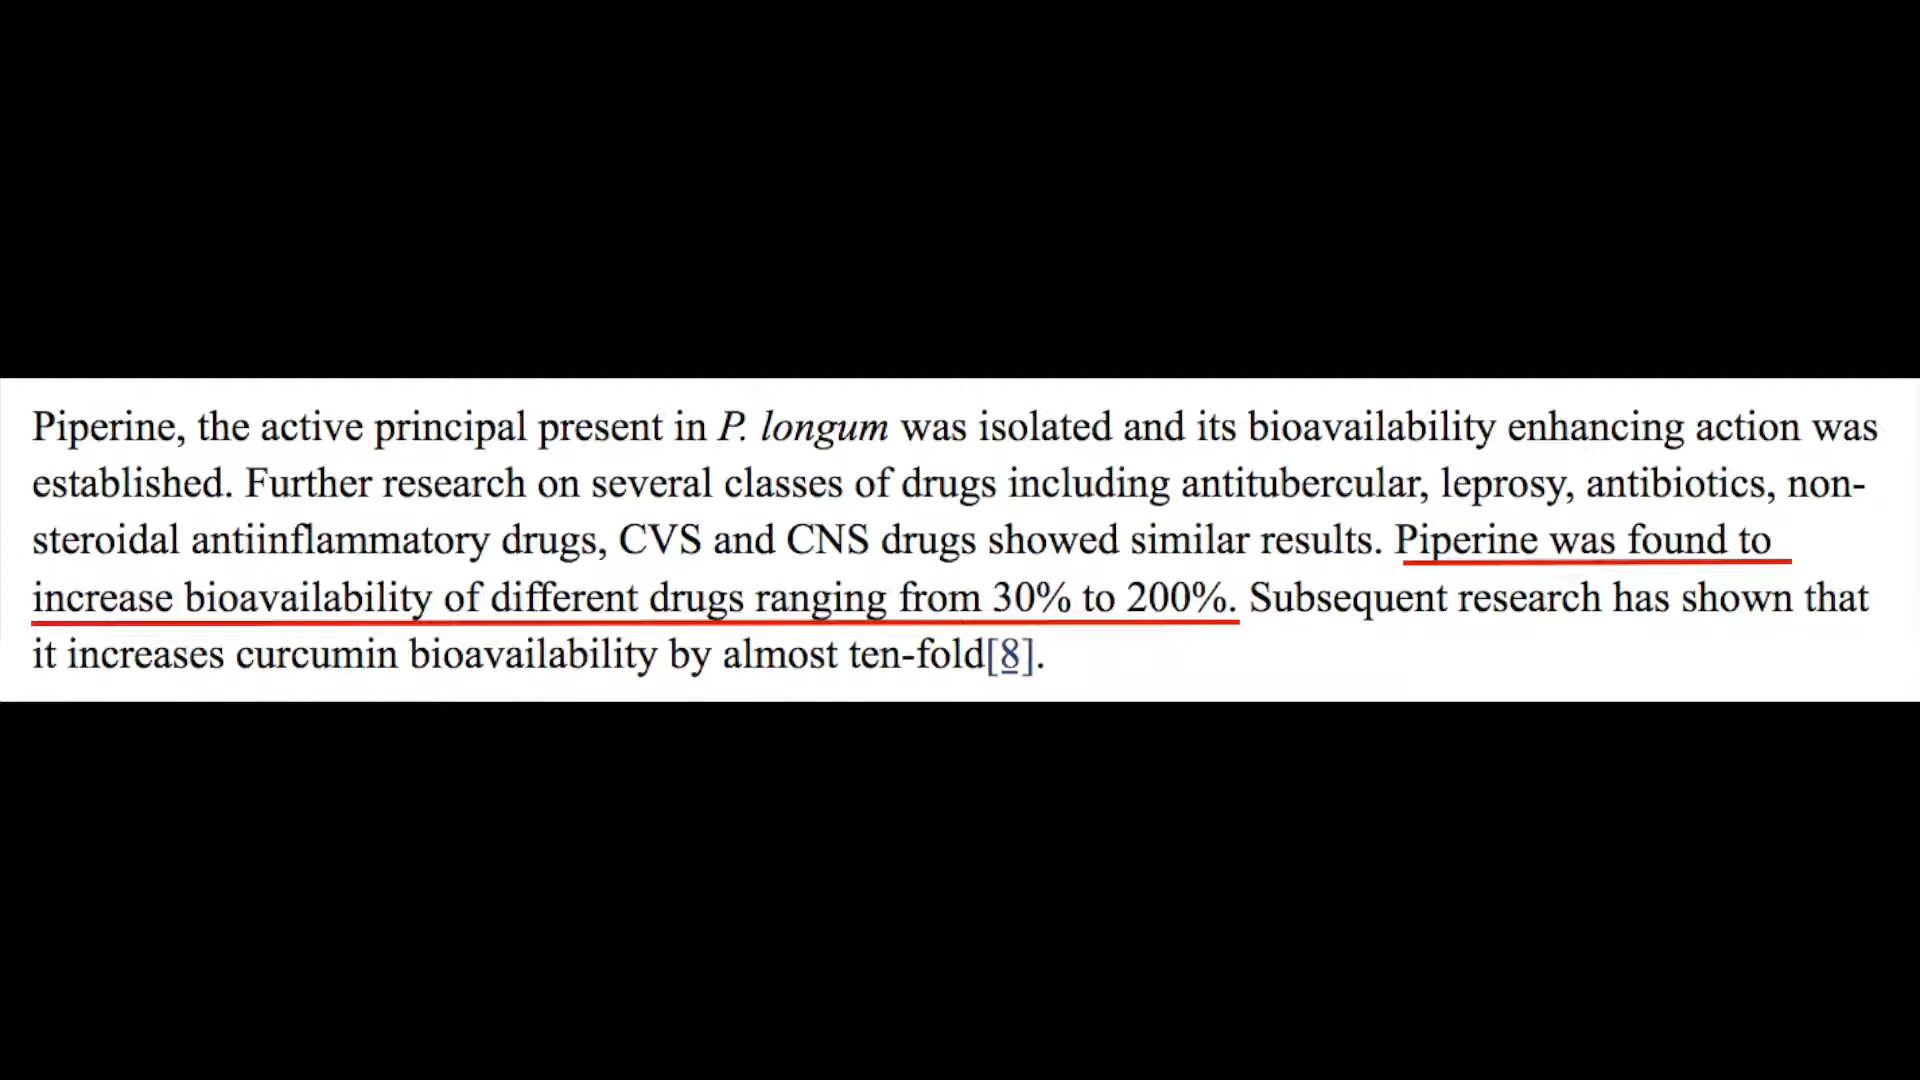 Piperine, the active principal present in P. longum was isolated and its bioavailability enhancing action was
established. Further research on several classes of drugs including antitubercular, leprosy, antibiotics, non-
steroidal antiinflammatory drugs, CVS and CNS drugs showed similar results. Piperine was found to
increase bioavailability of different drugs ranging from 30% to 200%. Subsequent research has shown that
it increases curcumin bioavailability by almost ten-fold[8].